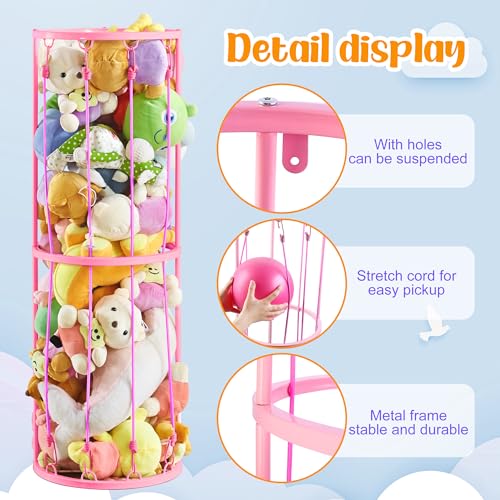 Detail display
With holes
can be suspended
Stretch cord for
easy pickup
Metal frame
stable and durable